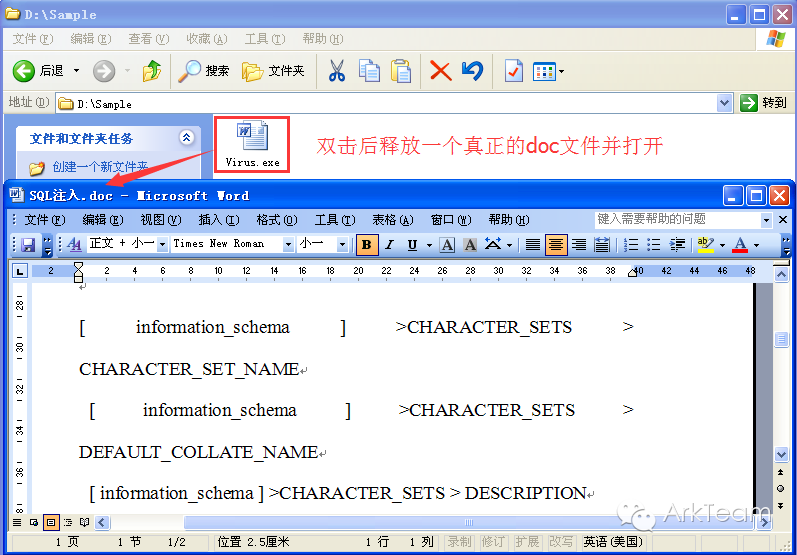 D:\Sample
文件(F) 编辑(E) 查看(V) 收藏(A) 工具(T) 帮助(H)
后退 搜索 文件夹
地址(D) D:\Sample 转到
文件和文件夹任务
创建一个新文件夹
Virus.exe
双击后释放一个真正的doc文件并打开
SQL注入.doc - Microsoft Word
文件(F) 编辑(E) 视图(V) 插入(I) 格式(O) 工具(T) 表格(A) 窗口(W) 帮助(H) 键入需要帮助的问题
正文 + 小一 Times New Roman 小一 B I U A A A ab A
L 2 2 4 6 8 10 12 14 16 18 20 22 24 26 28 30 32 34 36 38 40 42 44 46 48
28
30
32
34
36
[ information_schema ] >CHARACTER_SETS >
CHARACTER_SET_NAME
[ information_schema ] >CHARACTER_SETS >
DEFAULT_COLLATE_NAME
[ information_schema ] >CHARACTER_SETS > DESCRIPTION
ArkTeam
1 页 1 节 1/2 位置 2.5厘米 1 行 1 列 录制 修订 扩展 改写 英语(美国)